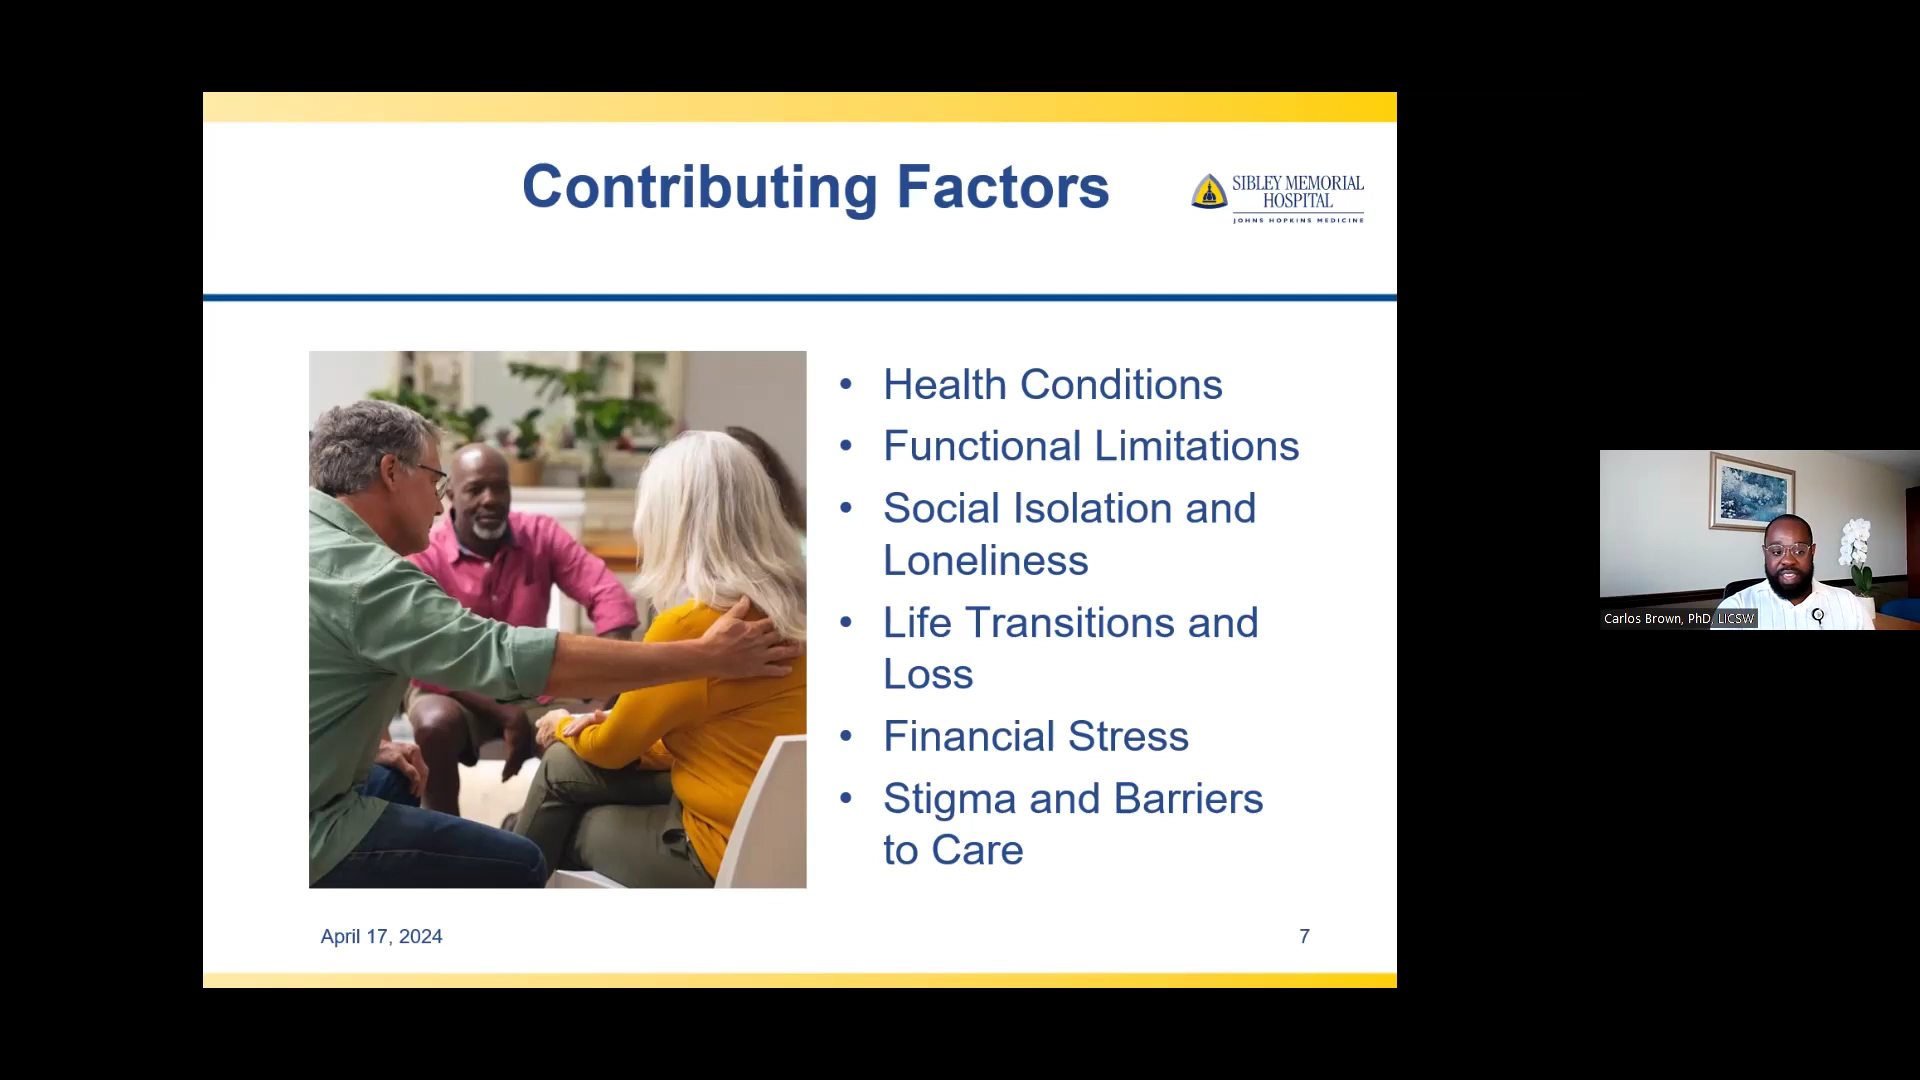 Contributing Factors
SIBLEY MEMORIAL
HOSPITAL
JOHNS HOPKINS MEDICINE
• Health Conditions
• Functional Limitations
• Social Isolation and
Loneliness
• Life Transitions and
Loss
• Financial Stress
• Stigma and Barriers
to Care
April 17, 2024
7
Carlos Brown, PhD, LICSW